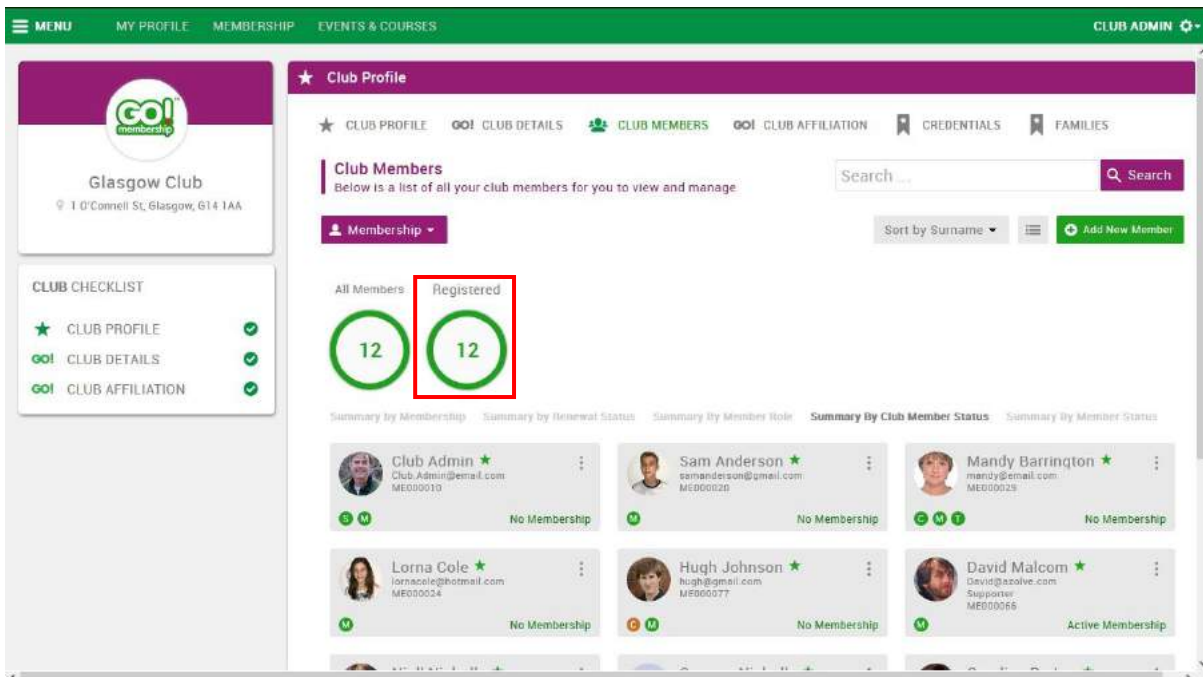 MENU MY PROFILE MEMBERSHIP EVENTS & COURSES CLUB ADMIN
GO!
membership
Glasgow Club
1 O'Connell St, Glasgow, G14 1AA
CLUB CHECKLIST
CLUB PROFILE
GO! CLUB DETAILS
GO! CLUB AFFILIATION
Club Profile
CLUB PROFILE GO! CLUB DETAILS CLUB MEMBERS GO! CLUB AFFILIATION CREDENTIALS FAMILIES
Club Members
Below is a list of all your club members for you to view and manage
Search ... Search
Membership Sort by Surname Add New Member
All Members Registered
12 12
Summary by Membership Summary by Renewal Status Summary By Member Role Summary By Club Member Status Summary By Member Status
Club Admin
Club.Admin@email.com
ME000010
S M No Membership
Sam Anderson
samanderson@gmail.com
ME000020
M No Membership
Mandy Barrington
mandy@email.com
ME000029
C M T No Membership
Lorna Cole
lornacole@hotmail.com
ME000024
M No Membership
Hugh Johnson
hugh@gmail.com
ME000077
C M No Membership
David Malcom
David@azolve.com
Supporter
ME000066
M Active Membership